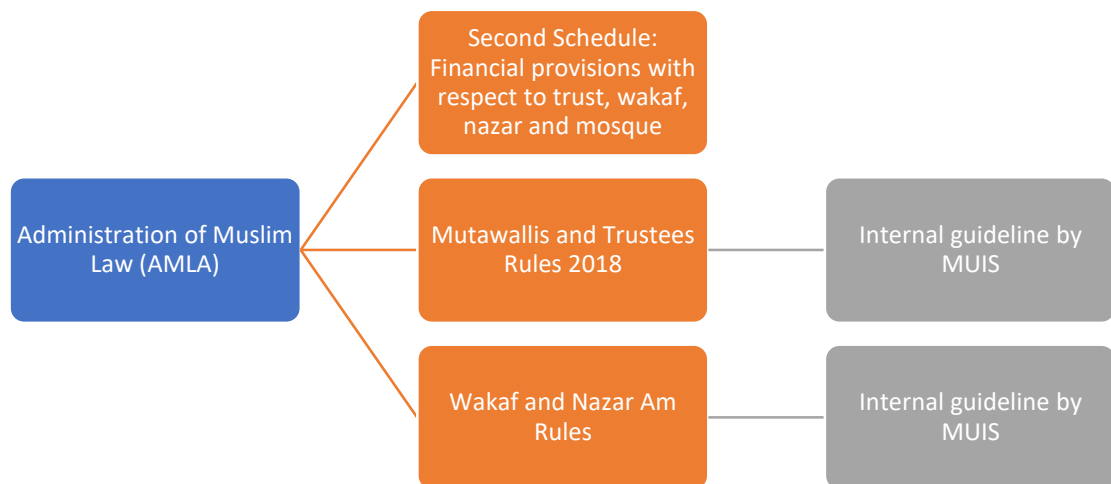 Second Schedule:
Financial provisions with
respect to trust, wakaf,
nazar and mosque
Administration of Muslim
Law (AMLA)
Mutawallis and Trustees
Rules 2018
Internal guideline by
MUIS
Wakaf and Nazar Am
Rules
Internal guideline by
MUIS